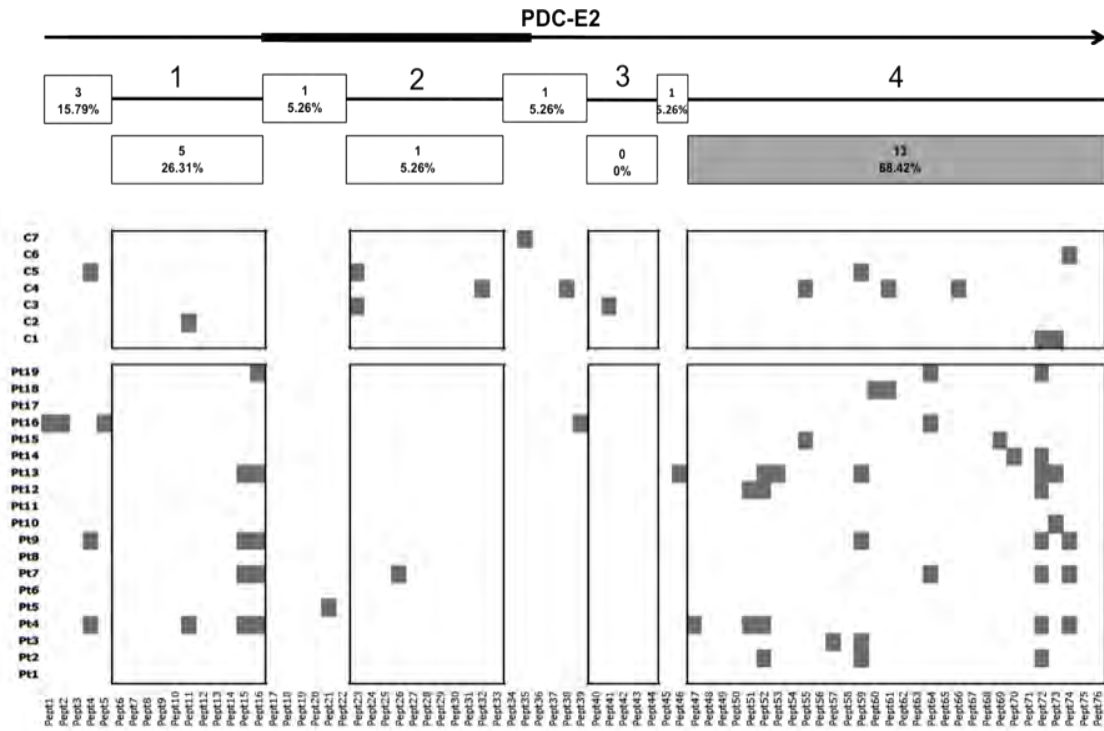 PDC-E2
1 2 3 4
3 1 1 1
15.79% 5.26% 5.26% 5.26%
5 1 0 13
26.31% 5.26% 0% 68.42%
C7
C6
C5
C4
C3
C2
C1
Pt19
Pt18
Pt17
Pt16
Pt15
Pt14
Pt13
Pt12
Pt11
Pt10
Pt9
Pt8
Pt7
Pt6
Pt5
Pt4
Pt3
Pt2
Pt1
Pept1 Pept2 Pept3 Pept4 Pept5 Pept6 Pept7 Pept8 Pept9 Pept10 Pept11 Pept12 Pept13 Pept14 Pept15 Pept16 Pept17 Pept18 Pept19 Pept20 Pept21 Pept22 Pept23 Pept24 Pept25 Pept26 Pept27 Pept28 Pept29 Pept30 Pept31 Pept32 Pept33 Pept34 Pept35 Pept36 Pept37 Pept38 Pept39 Pept40 Pept41 Pept42 Pept43 Pept44 Pept45 Pept46 Pept47 Pept48 Pept49 Pept50 Pept51 Pept52 Pept53 Pept54 Pept55 Pept56 Pept57 Pept58 Pept59 Pept60 Pept61 Pept62 Pept63 Pept64 Pept66 Pept67 Pept68 Pept69 Pept70 Pept71 Pept72 Pept73 Pept74 Pept75 Pept76